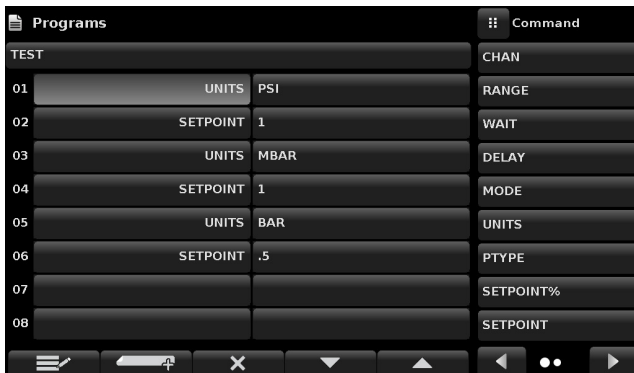 Programs
Command
TEST
CHAN
01 UNITS PSI
RANGE
02 SETPOINT 1
WAIT
03 UNITS MBAR
DELAY
04 SETPOINT 1
MODE
05 UNITS BAR
UNITS
06 SETPOINT .5
PTYPE
07
SETPOINT%
08
SETPOINT